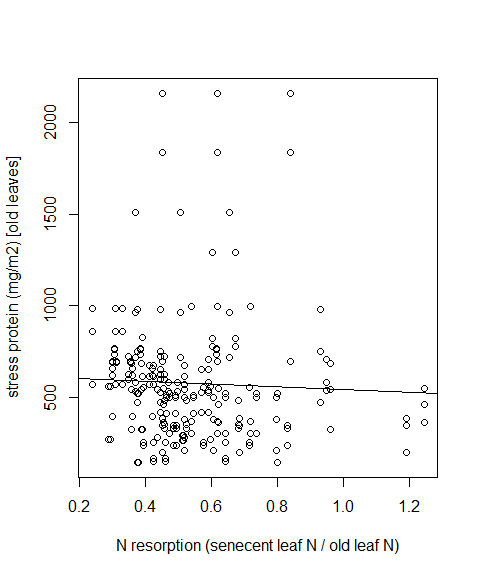 stress protein (mg/m2) [old leaves]
2000
1500
1000
500
0.2 0.4 0.6 0.8 1.0 1.2
N resorption (senecent leaf N / old leaf N)